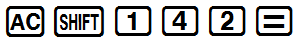 AC SHIFT 1 4 2 =